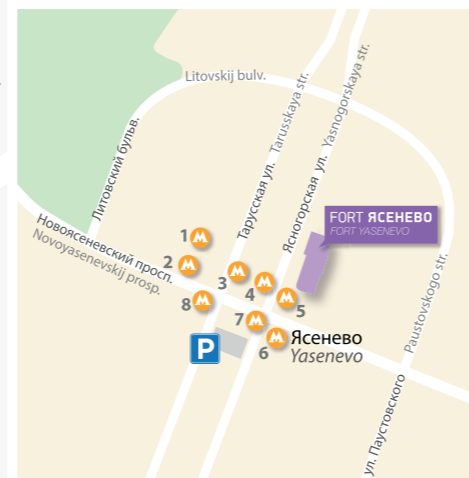 Litovskij bulv.
Литовский бульв.
Тарусская ул. Tarusskaya str.
Ясногорская ул. Yasnogorskaya str.
FORT ЯСЕНЕВО
FORT YASENEVO
Новоясеневский просп.
Novoyasenevskij prosp.
1
2
3
4
5
8
7
6
P
Ясенево
Yasenevo
ул. Паустовского Paustovskogo str.